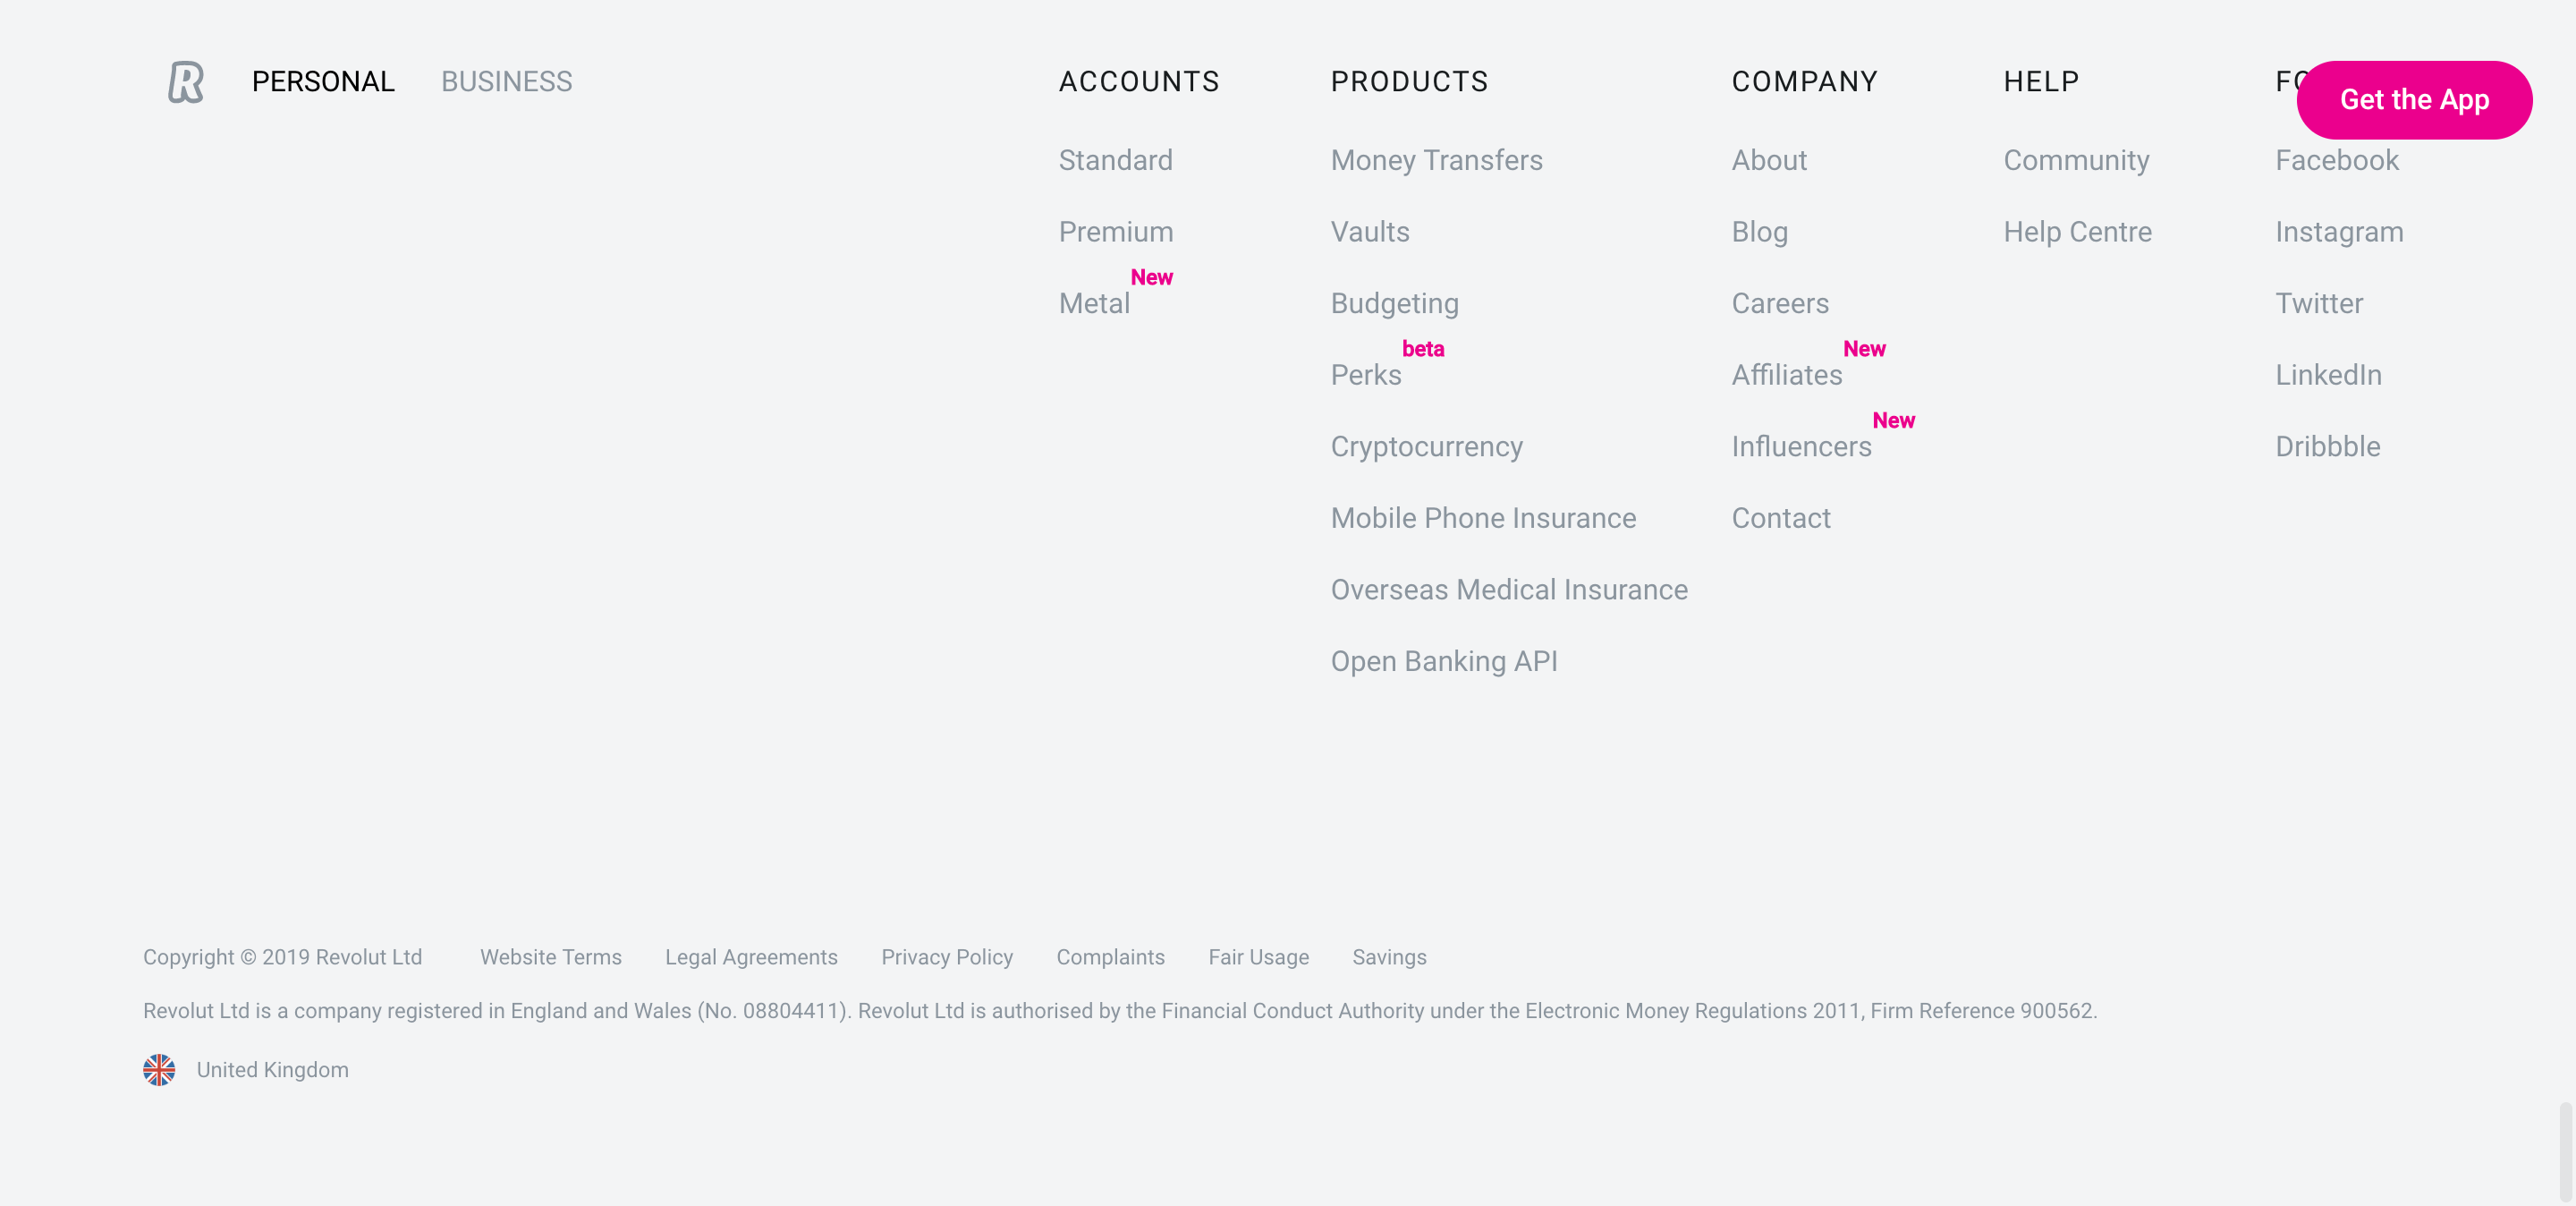 R
PERSONAL
BUSINESS
ACCOUNTS
Standard
Premium
Metal New
PRODUCTS
Money Transfers
Vaults
Budgeting
Perks beta
Cryptocurrency
Mobile Phone Insurance
Overseas Medical Insurance
Open Banking API
COMPANY
About
Blog
Careers
Affiliates New
Influencers New
Contact
HELP
Community
Help Centre
Get the App
Facebook
Instagram
Twitter
LinkedIn
Dribbble
Copyright © 2019 Revolut Ltd Website Terms Legal Agreements Privacy Policy Complaints Fair Usage Savings
Revolut Ltd is a company registered in England and Wales (No. 08804411). Revolut Ltd is authorised by the Financial Conduct Authority under the Electronic Money Regulations 2011, Firm Reference 900562.
United Kingdom